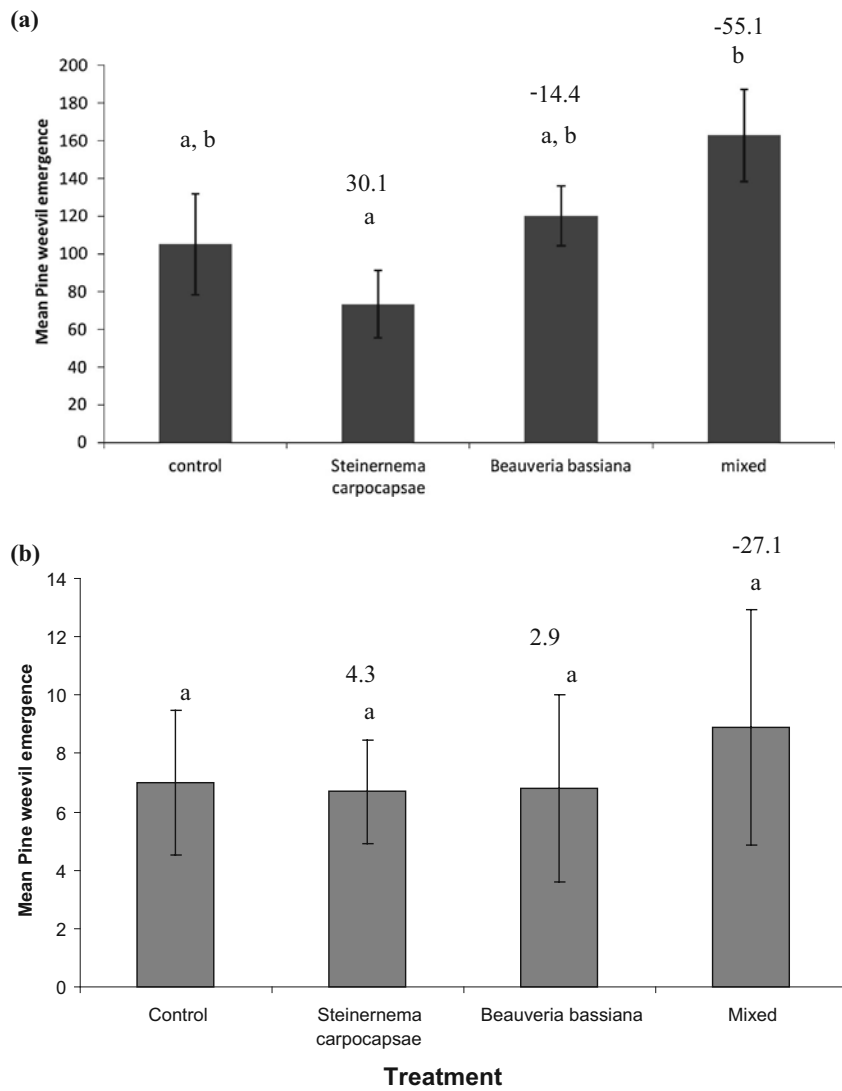 (a)
-55.1
b
-14.4
a, b
a, b
30.1
a
200
180
160
140
120
100
80
60
40
20
0
Mean Pine weevil emergence
control
Steinernema
carpocapsae
Beauveria bassiana
mixed
(b)
-27.1
a
2.9
a
4.3
a
a
14
12
10
8
6
4
2
0
Mean Pine weevil emergence
Control
Steinernema
carpocapsae
Beauveria bassiana
Mixed
Treatment